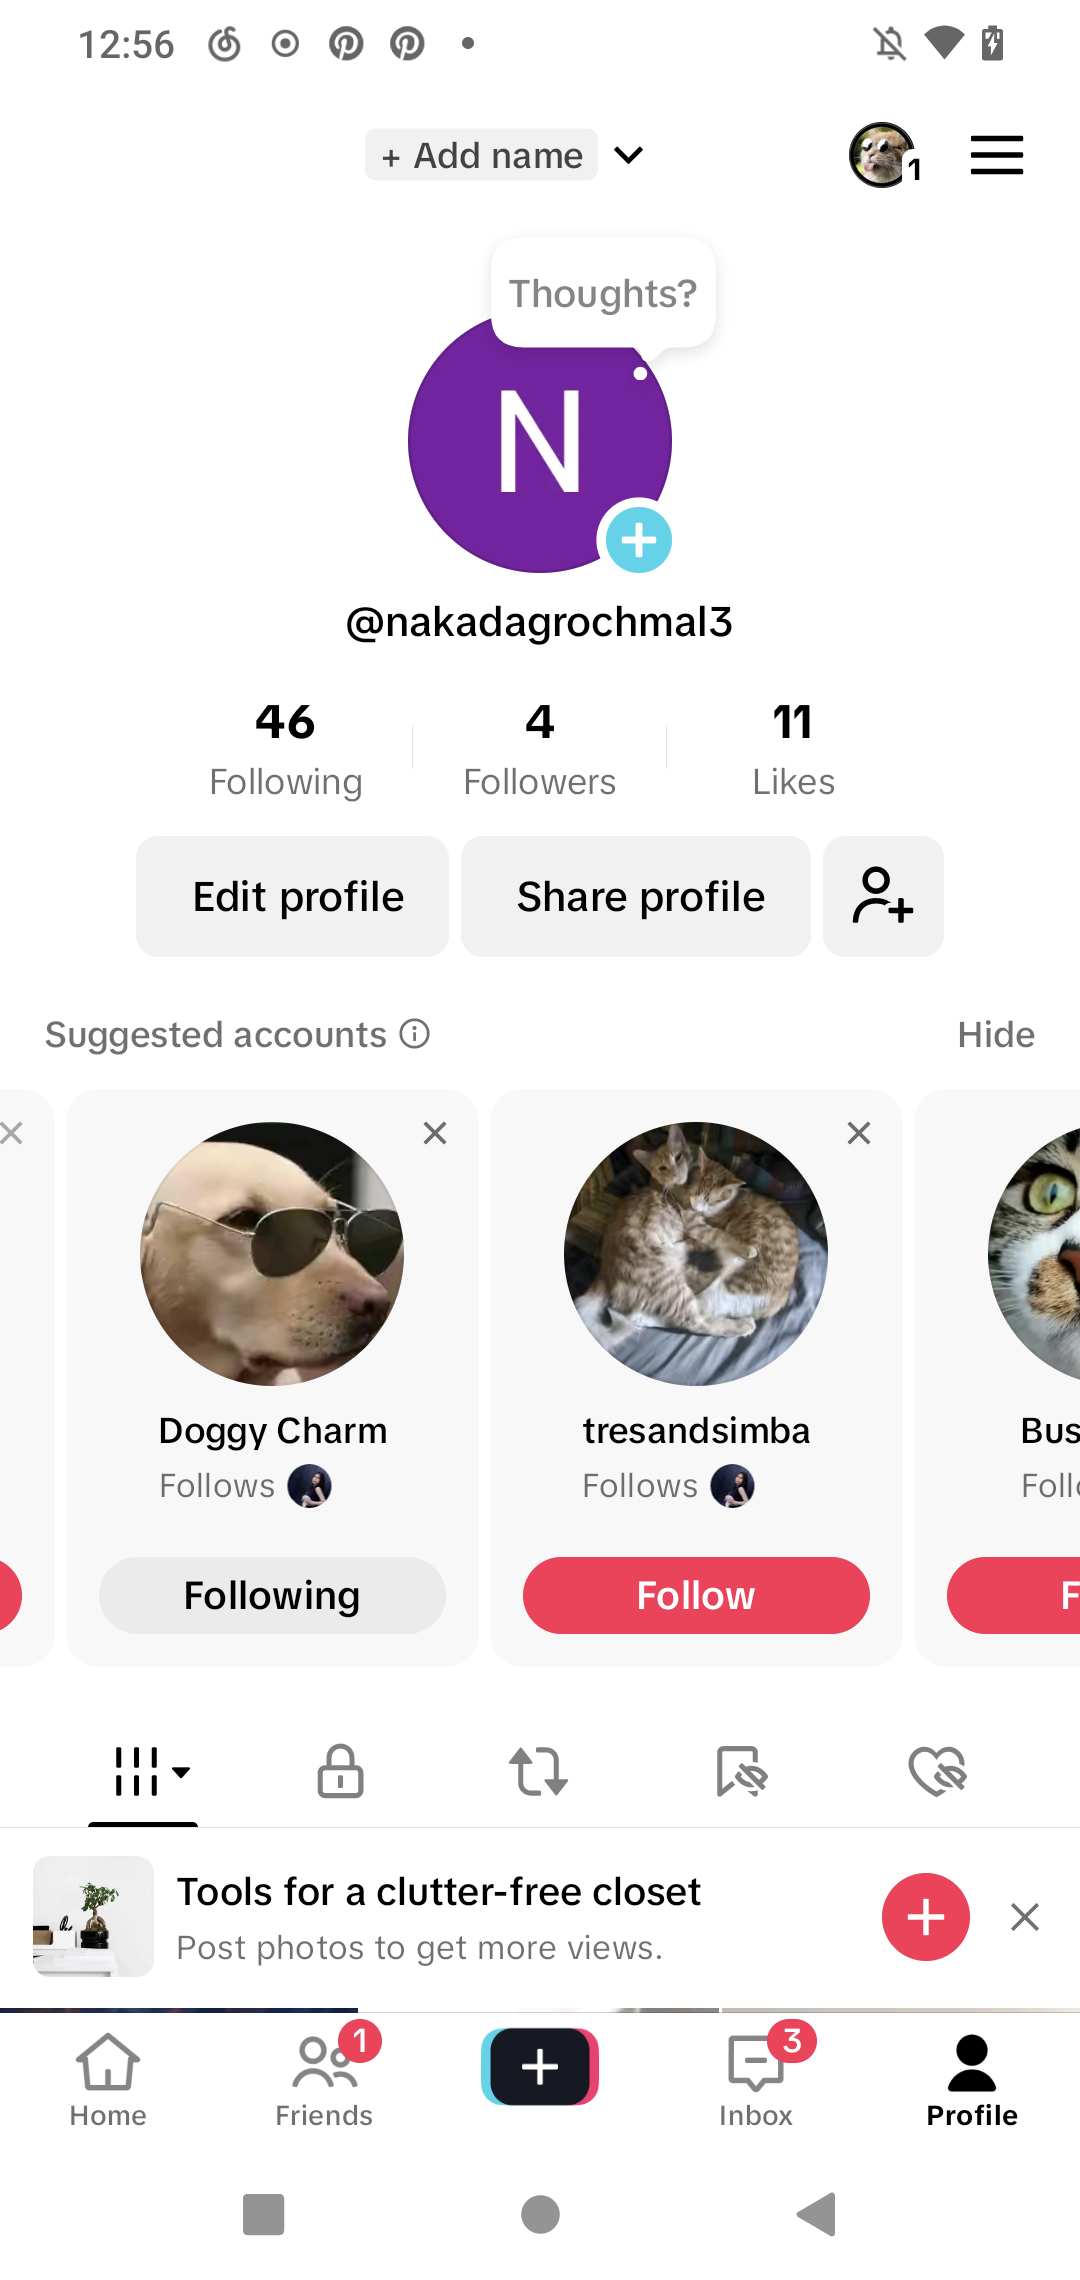 12:56
+ Add name
1
Thoughts?
N
@nakadagrochmal3
46 4 11
Following Followers Likes
Edit profile Share profile
Suggested accounts Hide
Doggy Charm tresandsimba Bus
Follows Follows Foll
Following Follow F
Tools for a clutter-free closet
Post photos to get more views.
1 3
Home Friends Inbox Profile